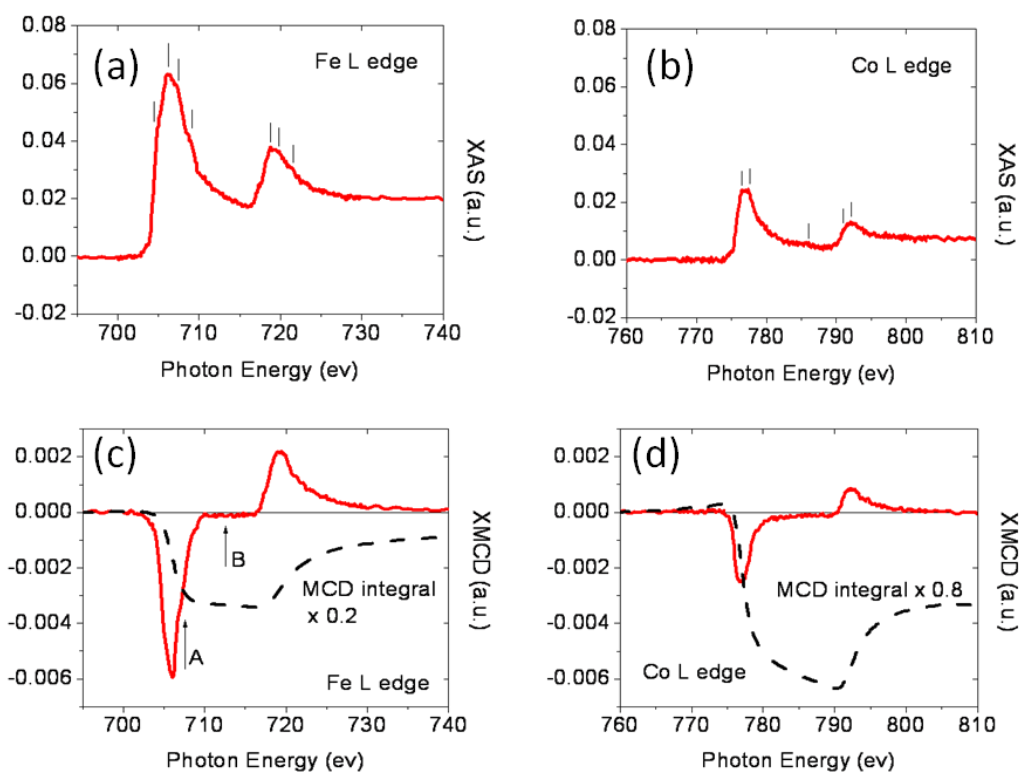 (a)
Fe L edge
0.08
0.06
0.04
0.02
0.00
-0.02
XAS (a.u.)
700 710 720 730 740
Photon Energy (ev)
(b)
Co L edge
0.08
0.06
0.04
0.02
0.00
-0.02
XAS (a.u.)
760 770 780 790 800 810
Photon Energy (ev)
(c)
0.002
0.000
-0.002
-0.004
-0.006
B
MCD integral
x 0.2
A
Fe L edge
XMCD (a.u.)
700 710 720 730 740
Photon Energy (ev)
(d)
0.002
0.000
-0.002
-0.004
-0.006
MCD integral x 0.8
Co L edge
XMCD (a.u.)
760 770 780 790 800 810
Photon Energy (ev)